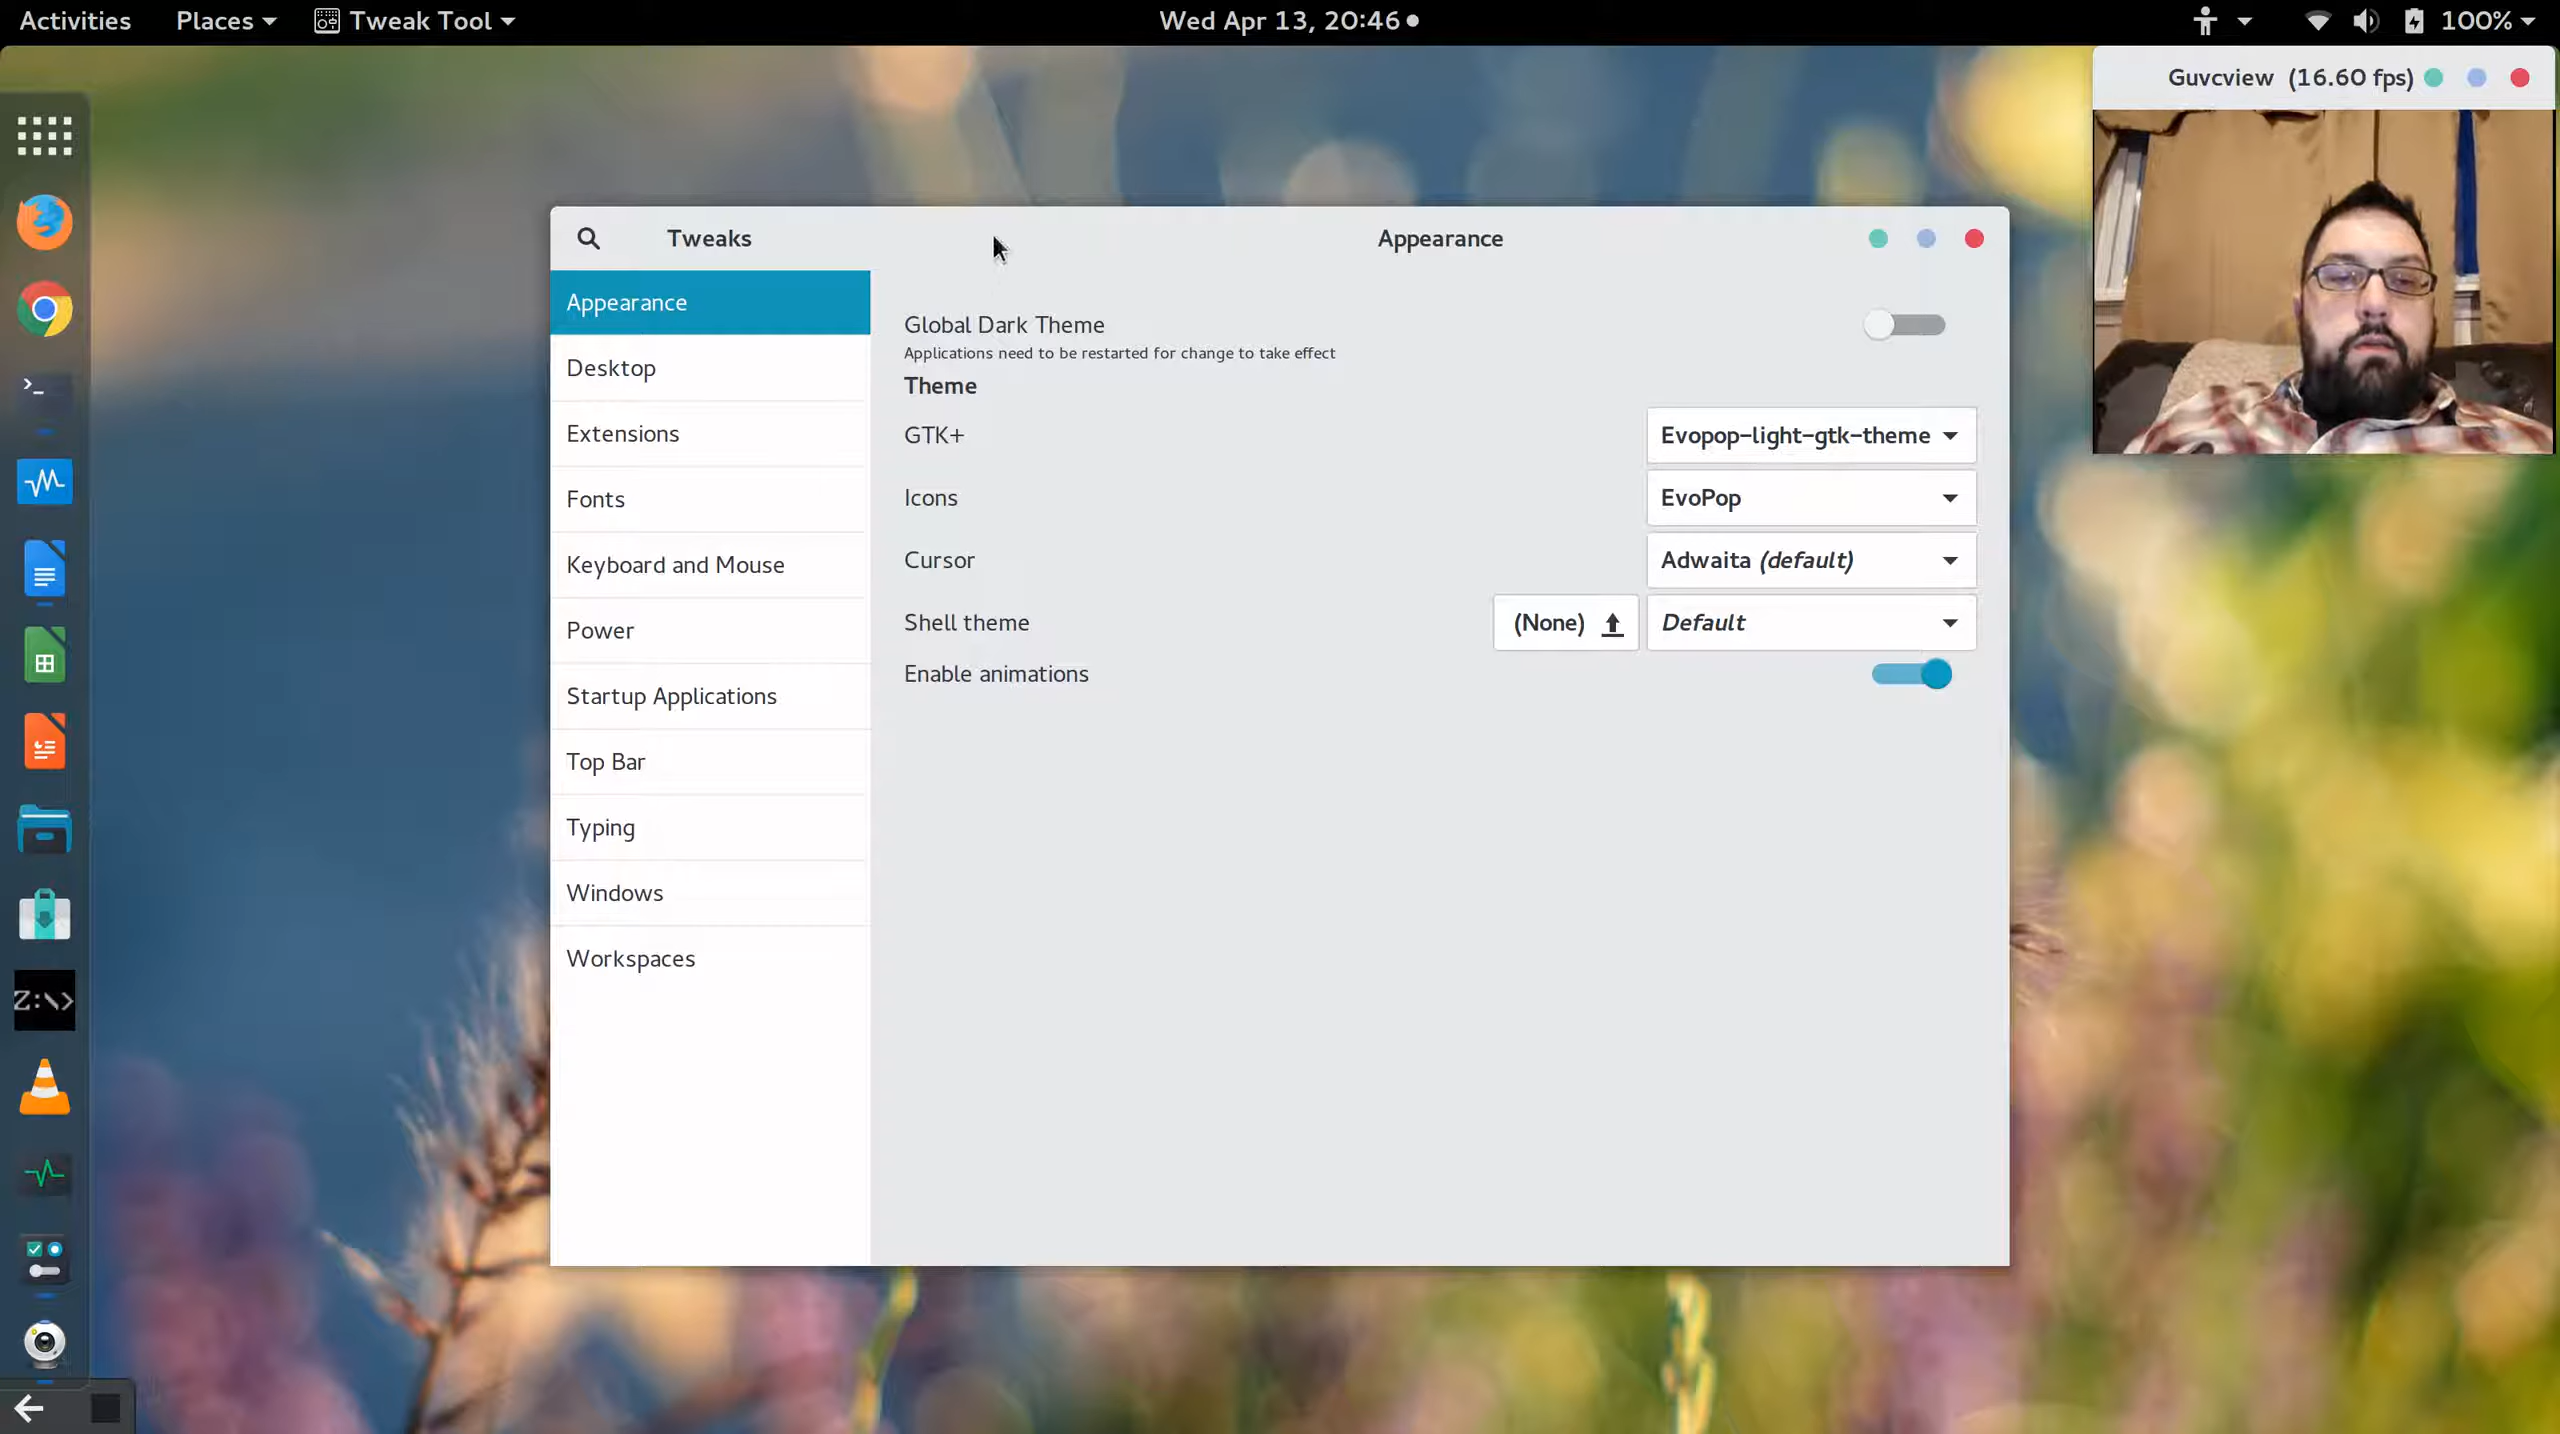 Activities Places Tweak Tool Wed Apr 13, 20:46 100%
Guvcview (16.60 fps)
Tweaks Appearance
Appearance
Desktop
Extensions
Fonts
Keyboard and Mouse
Power
Startup Applications
Top Bar
Typing
Windows
Workspaces
Global Dark Theme
Applications need to be restarted for change to take effect
Theme
GTK+ Evopop-light-gtk-theme
Icons EvoPop
Cursor Adwaita (default)
Shell theme (None) Default
Enable animations
>_
Z:\>